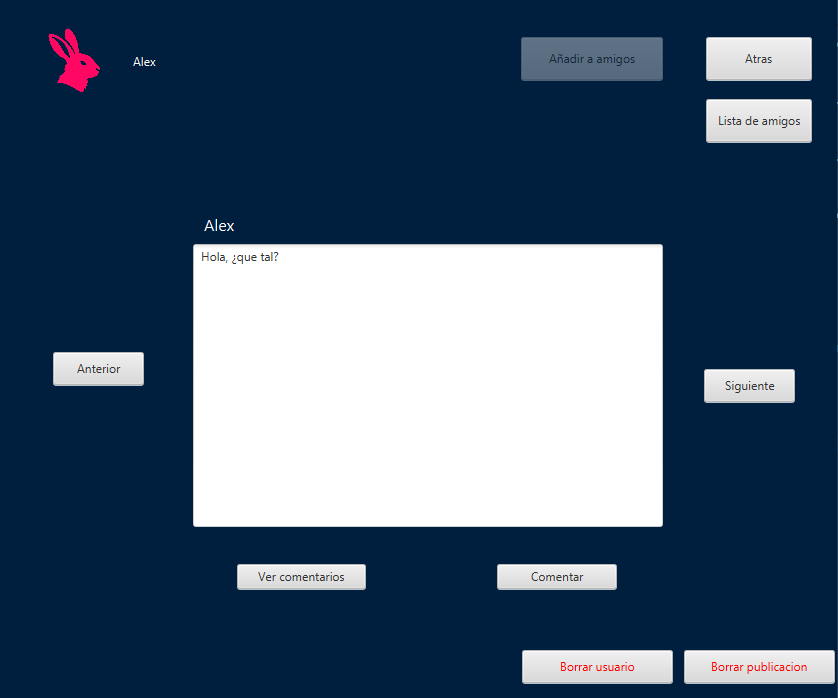 Alex
Añadir a amigos
Atras
Lista de amigos
Alex
Hola, ¿que tal?
Anterior
Siguiente
Ver comentarios
Comentar
Borrar usuario
Borrar publicacion